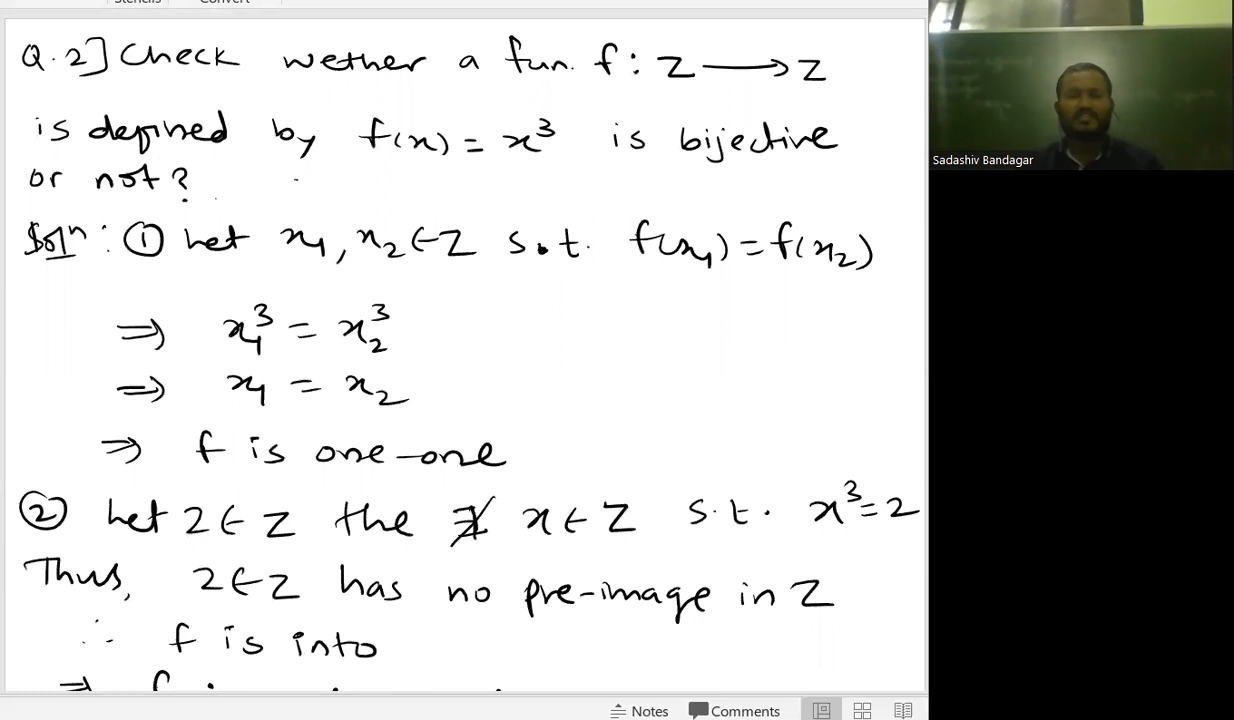 Stencils Convert
Q.2] Check wether a fun. f : Z ⟶ Z
is defined by f(x) = x³ is bijective
or not?
Solⁿ: ① Let x₁, x₂ ∈ Z s.t. f(x₁) = f(x₂)
⇒ x₁³ = x₂³
⇒ x₁ = x₂
⇒ f is one-one
② Let 2 ∈ Z the ∄ x ∈ Z s.t. x³ = 2
Thus, 2 ∈ Z has no pre-image in Z
∴ f is into
Sadashiv Bandagar
Notes Comments